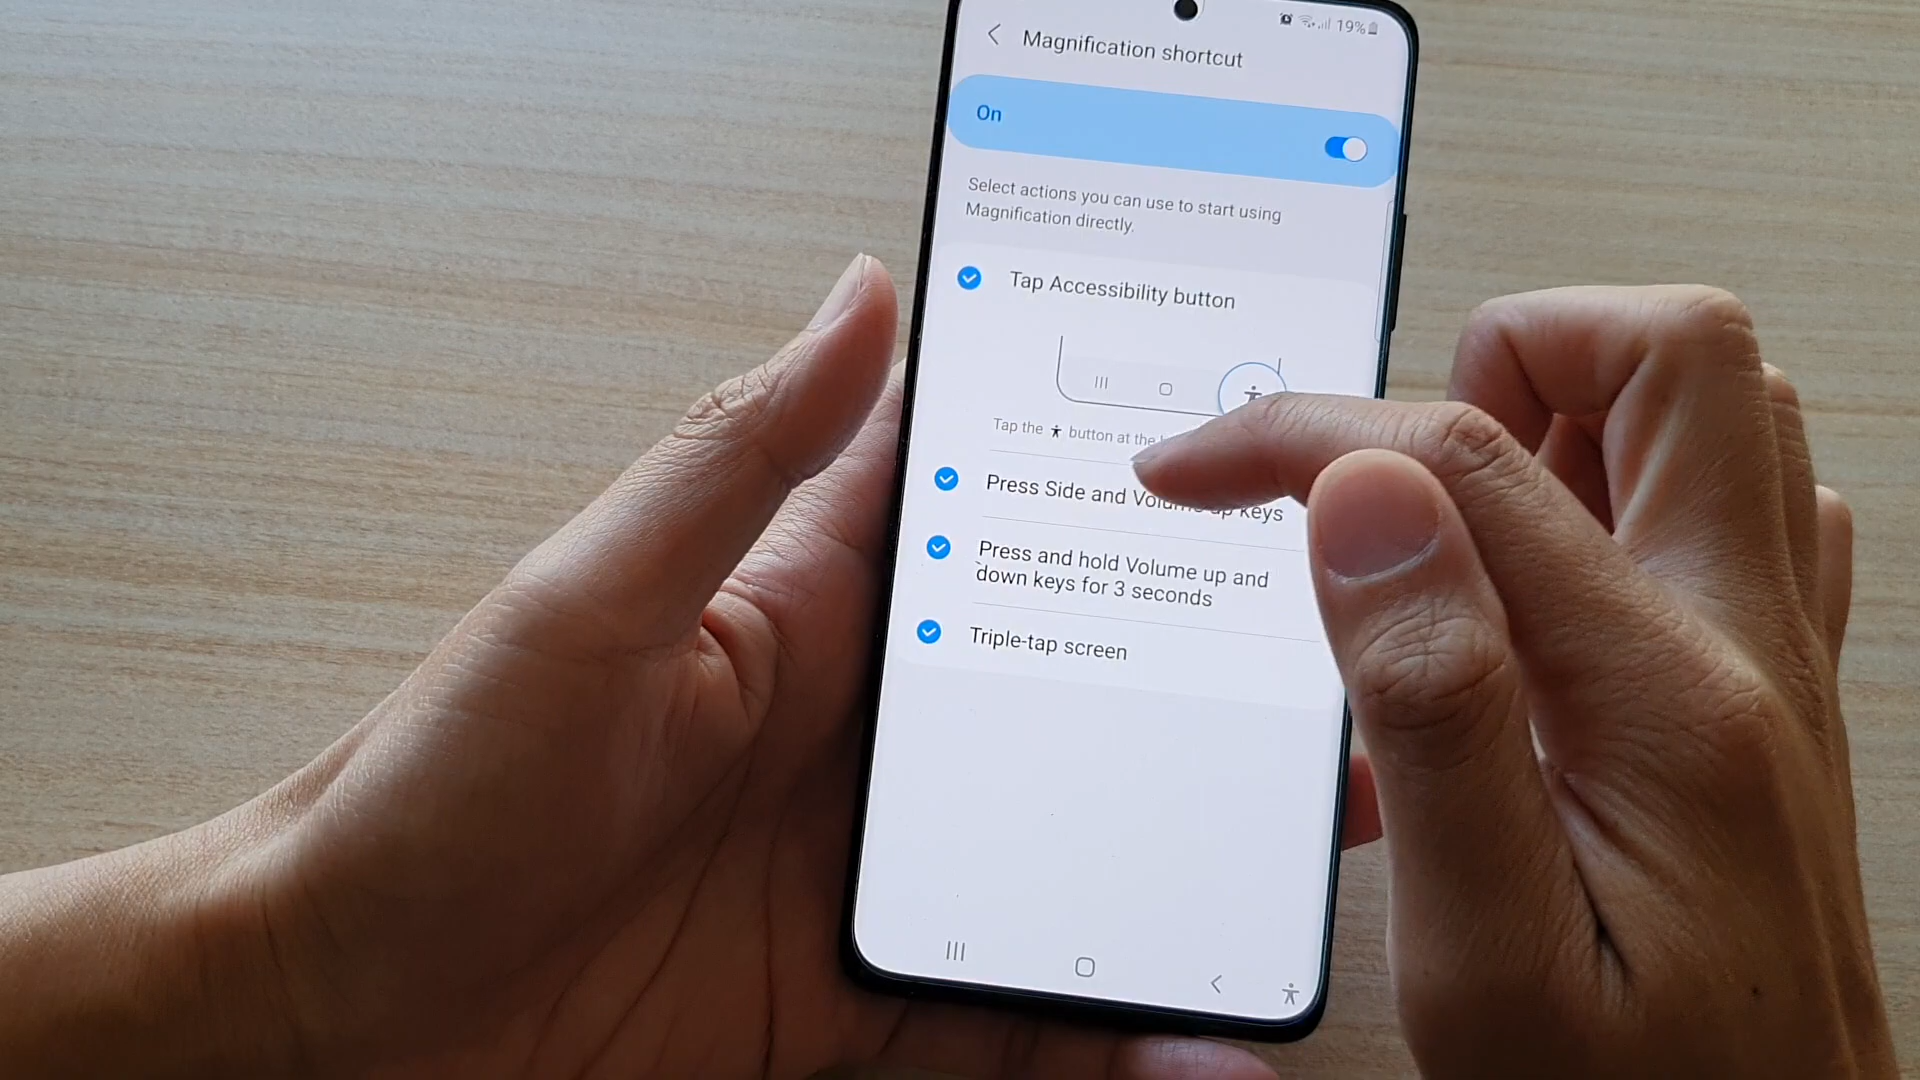 19%
Magnification shortcut
On
Select actions you can use to start using
Magnification directly.
Tap Accessibility button
Tap the button at the
Press Side and Volume up keys
Press and hold Volume up and
down keys for 3 seconds
Triple-tap screen